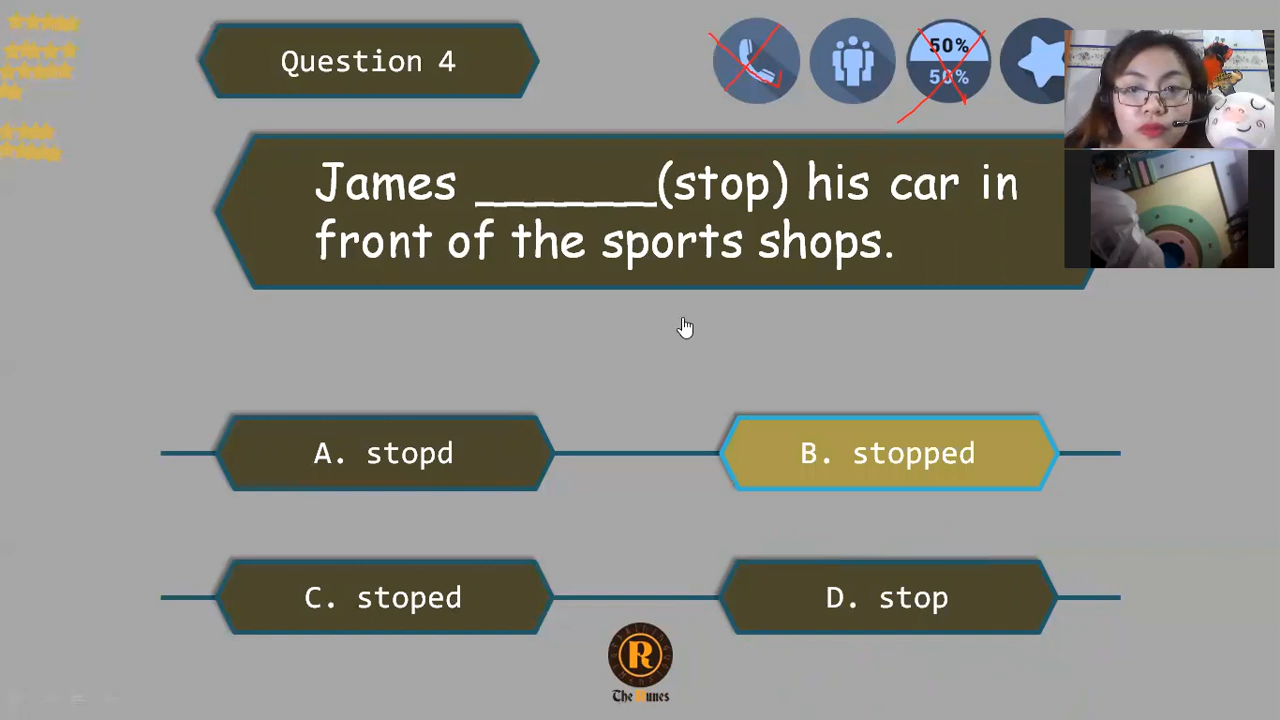 Question 4
50%
50%
James ______(stop) his car in
front of the sports shops.
A. stopd
B. stopped
C. stoped
D. stop
R
The Runes